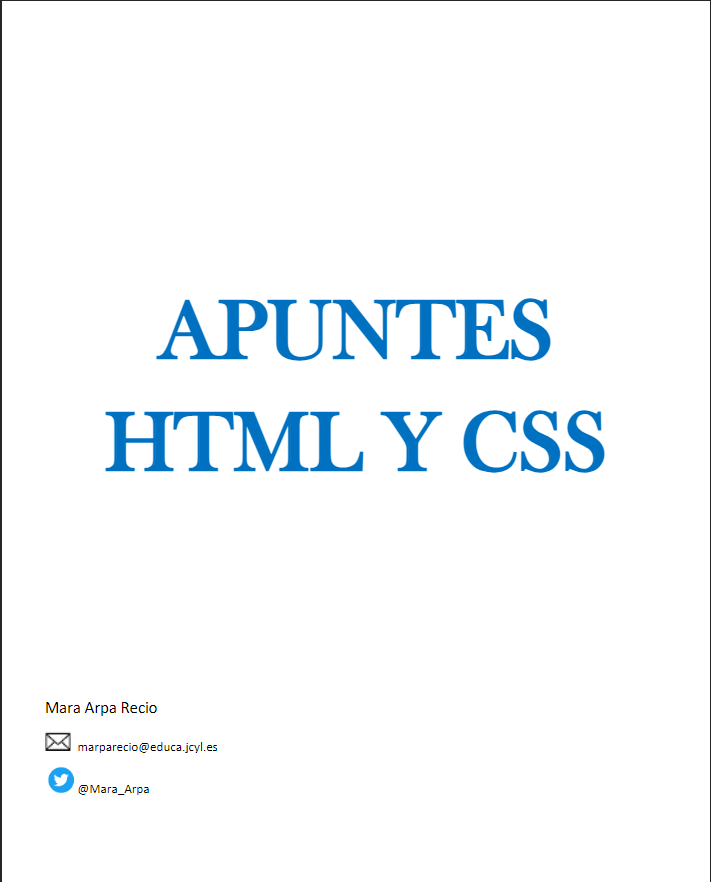 APUNTES
HTML Y CSS
Mara Arpa Recio
marparecio@educa.jcyl.es
@Mara_Arpa